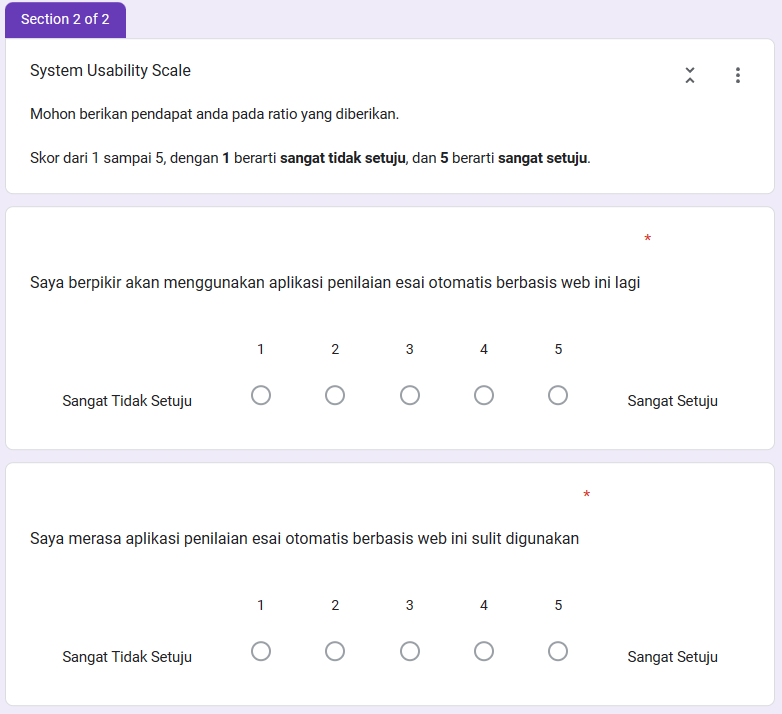 Section 2 of 2
System Usability Scale
Mohon berikan pendapat anda pada ratio yang diberikan.
Skor dari 1 sampai 5, dengan 1 berarti sangat tidak setuju, dan 5 berarti sangat setuju.
*
Saya berpikir akan menggunakan aplikasi penilaian esai otomatis berbasis web ini lagi
1 2 3 4 5
Sangat Tidak Setuju Sangat Setuju
*
Saya merasa aplikasi penilaian esai otomatis berbasis web ini sulit digunakan
1 2 3 4 5
Sangat Tidak Setuju Sangat Setuju